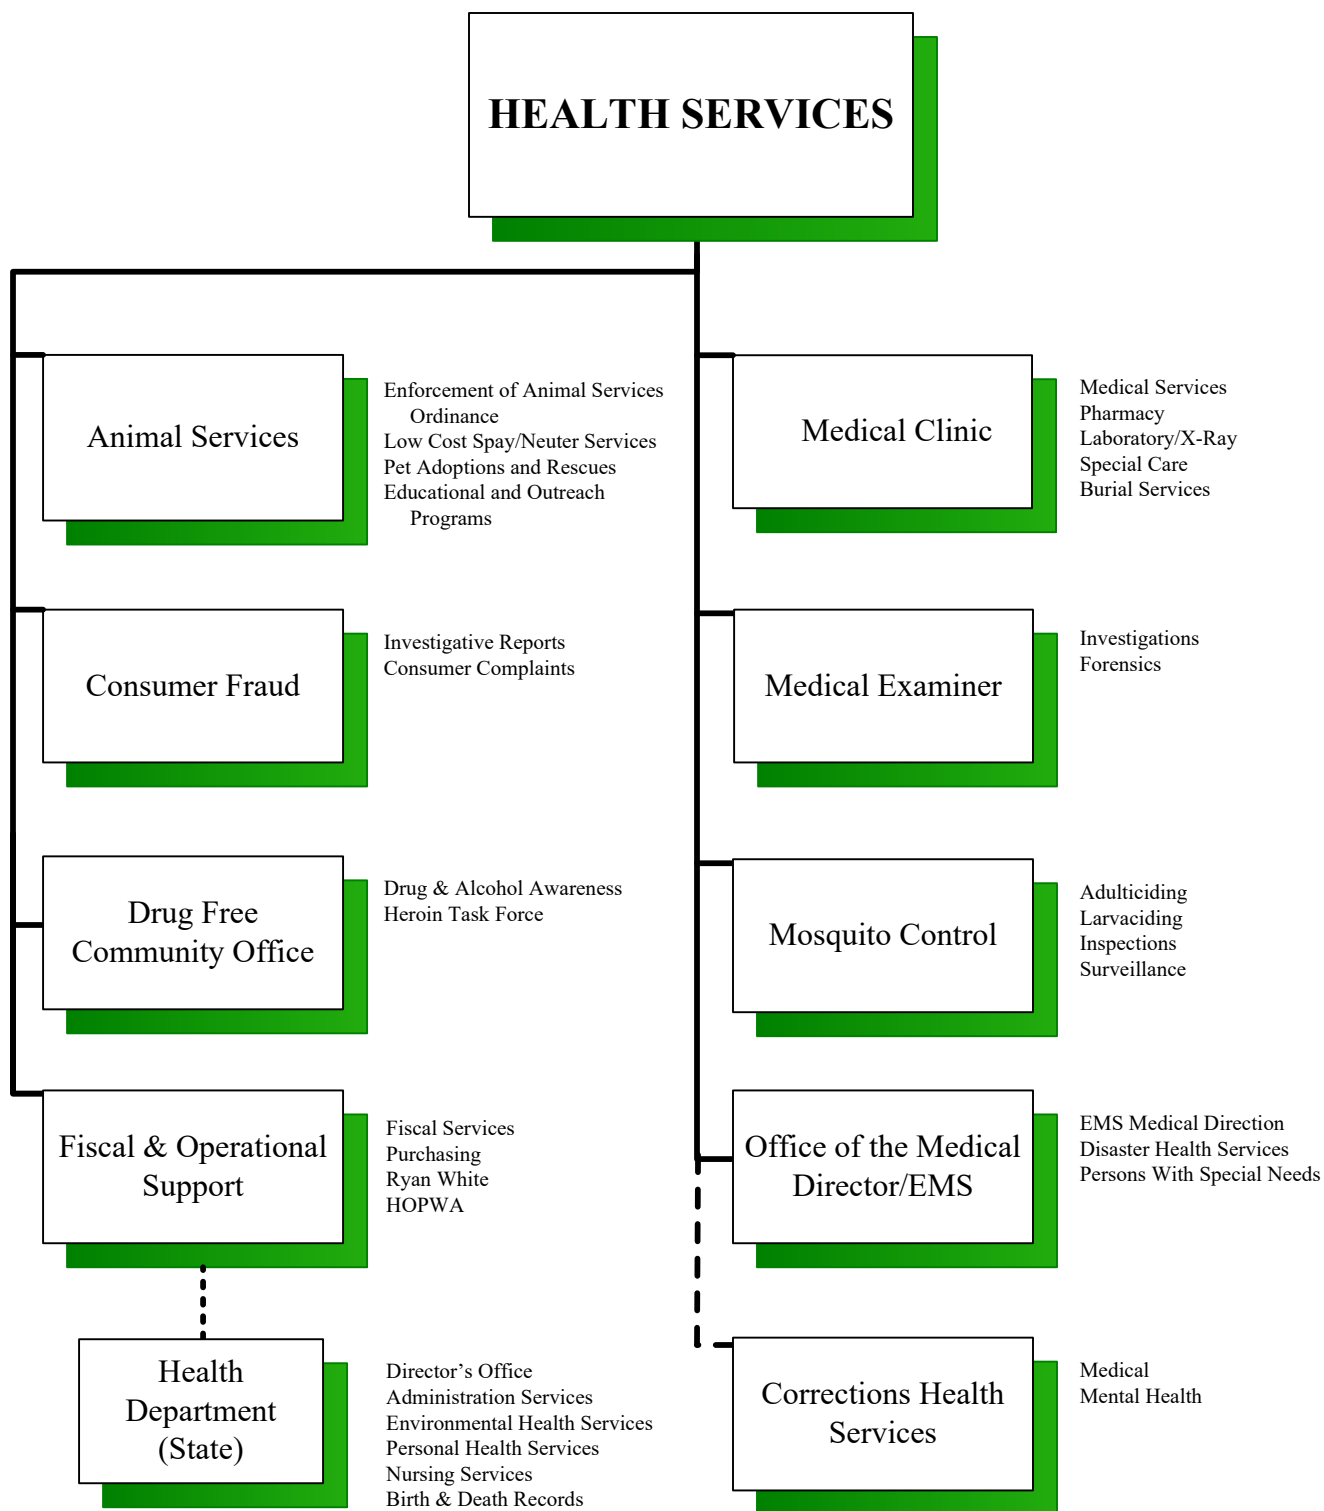 HEALTH SERVICES
Animal Services
Enforcement of Animal Services
Ordinance
Low Cost Spay/Neuter Services
Pet Adoptions and Rescues
Educational and Outreach
Programs
Medical Clinic
Medical Services
Pharmacy
Laboratory/X-Ray
Special Care
Burial Services
Consumer Fraud
Investigative Reports
Consumer Complaints
Medical Examiner
Investigations
Forensics
Drug Free
Community Office
Drug & Alcohol Awareness
Heroin Task Force
Mosquito Control
Adulticiding
Larvaciding
Inspections
Surveillance
Fiscal & Operational
Support
Fiscal Services
Purchasing
Ryan White
HOPWA
Office of the Medical
Director/EMS
EMS Medical Direction
Disaster Health Services
Persons With Special Needs
Health
Department
(State)
Director’s Office
Administration Services
Environmental Health Services
Personal Health Services
Nursing Services
Birth & Death Records
Corrections Health
Services
Medical
Mental Health